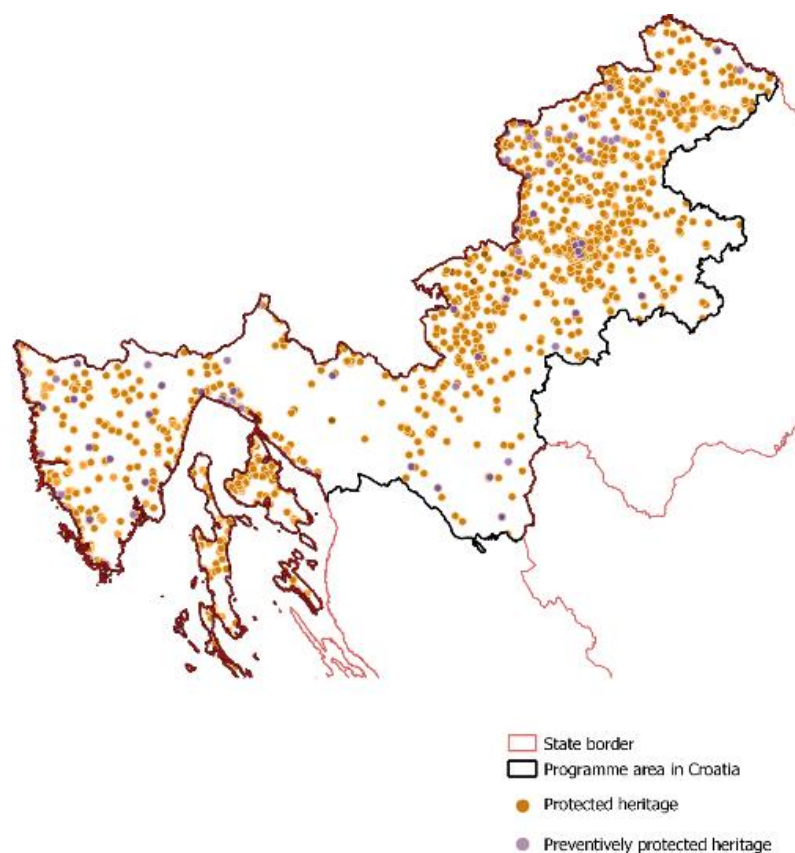 State border
Programme area in Croatia
Protected heritage
Preventively protected heritage